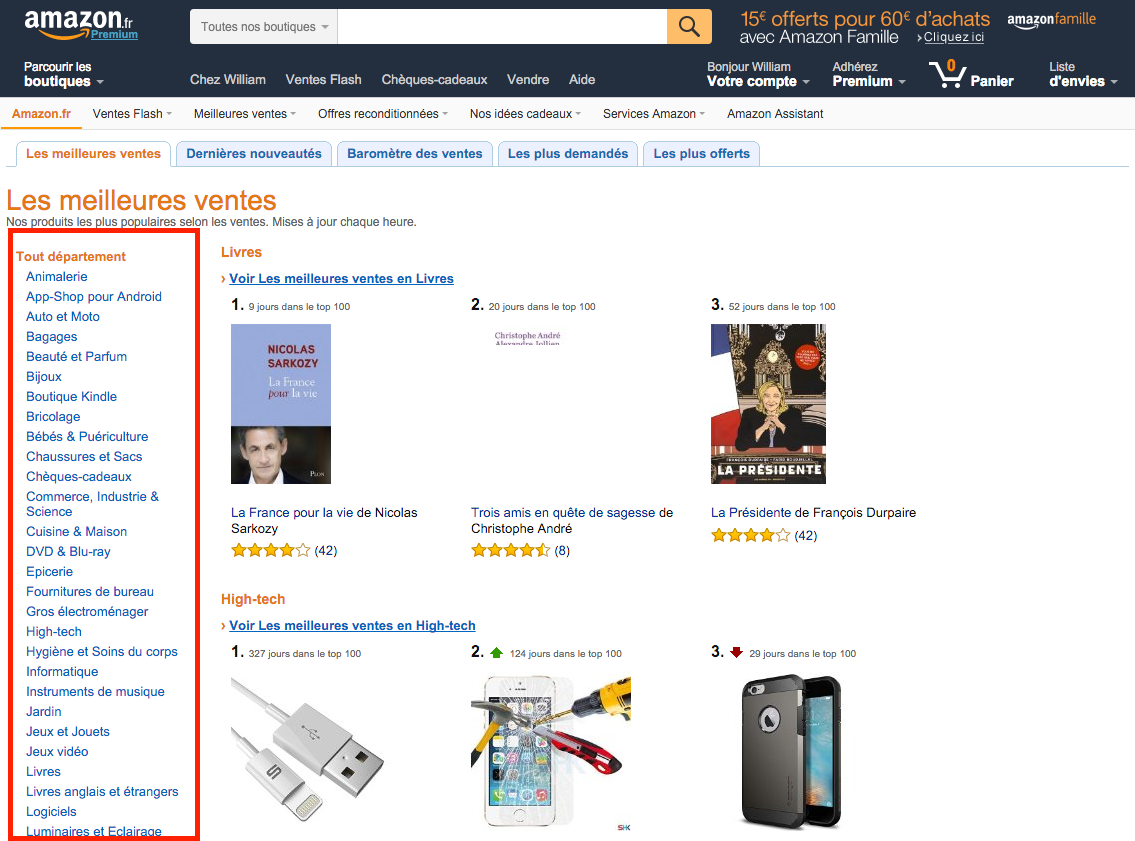 amazon.fr
Premium
Toutes nos boutiques
15€ offerts pour 60€ d'achats
avec Amazon Famille
› Cliquez ici
amazonfamille
Parcourir les
boutiques
Chez William
Ventes Flash
Chèques-cadeaux
Vendre
Aide
Bonjour William
Votre compte
Adhérez
Premium
0
Panier
Liste
d'envies
Amazon.fr
Ventes Flash
Meilleures ventes
Offres reconditionnées
Nos idées cadeaux
Services Amazon
Amazon Assistant
Les meilleures ventes
Dernières nouveautés
Baromètre des ventes
Les plus demandés
Les plus offerts
Les meilleures ventes
Nos produits les plus populaires selon les ventes. Mises à jour chaque heure.
Tout département
Animalerie
App-Shop pour Android
Auto et Moto
Bagages
Beauté et Parfum
Bijoux
Boutique Kindle
Bricolage
Bébés & Puériculture
Chaussures et Sacs
Chèques-cadeaux
Commerce, Industrie &
Science
Cuisine & Maison
DVD & Blu-ray
Epicerie
Fournitures de bureau
Gros électroménager
High-tech
Hygiène et Soins du corps
Informatique
Instruments de musique
Jardin
Jeux et Jouets
Jeux vidéo
Livres
Livres anglais et étrangers
Logiciels
Luminaires et Eclairage
Livres
› Voir Les meilleures ventes en Livres
1. 9 jours dans le top 100
NICOLAS
SARKOZY
La France
pour la vie
PLON
La France pour la vie de Nicolas
Sarkozy
(42)
2. 20 jours dans le top 100
Christophe André
Alexandre Jollien
Trois amis en quête de sagesse de
Christophe André
(8)
3. 52 jours dans le top 100
FRANÇOIS DURPAIRE · FARID BOUDJELLAL
LA PRÉSIDENTE
La Présidente de François Durpaire
(42)
High-tech
› Voir Les meilleures ventes en High-tech
1. 327 jours dans le top 100
2. 124 jours dans le top 100
SHK
3. 29 jours dans le top 100